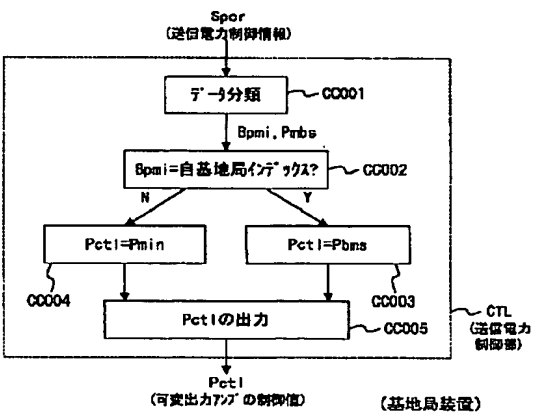 Spcr
(送信電力制御情報)
データ分類
CC001
Bpmi, Pmbs
Bpmi=自基地局インデックス?
CC002
N
Y
Pctl=Pmin
Pctl=Pbms
CC004
CC003
Pctlの出力
CC005
CTL
(送信電力
制御部)
Pctl
(可変出力アンプの制御値)
(基地局装置)